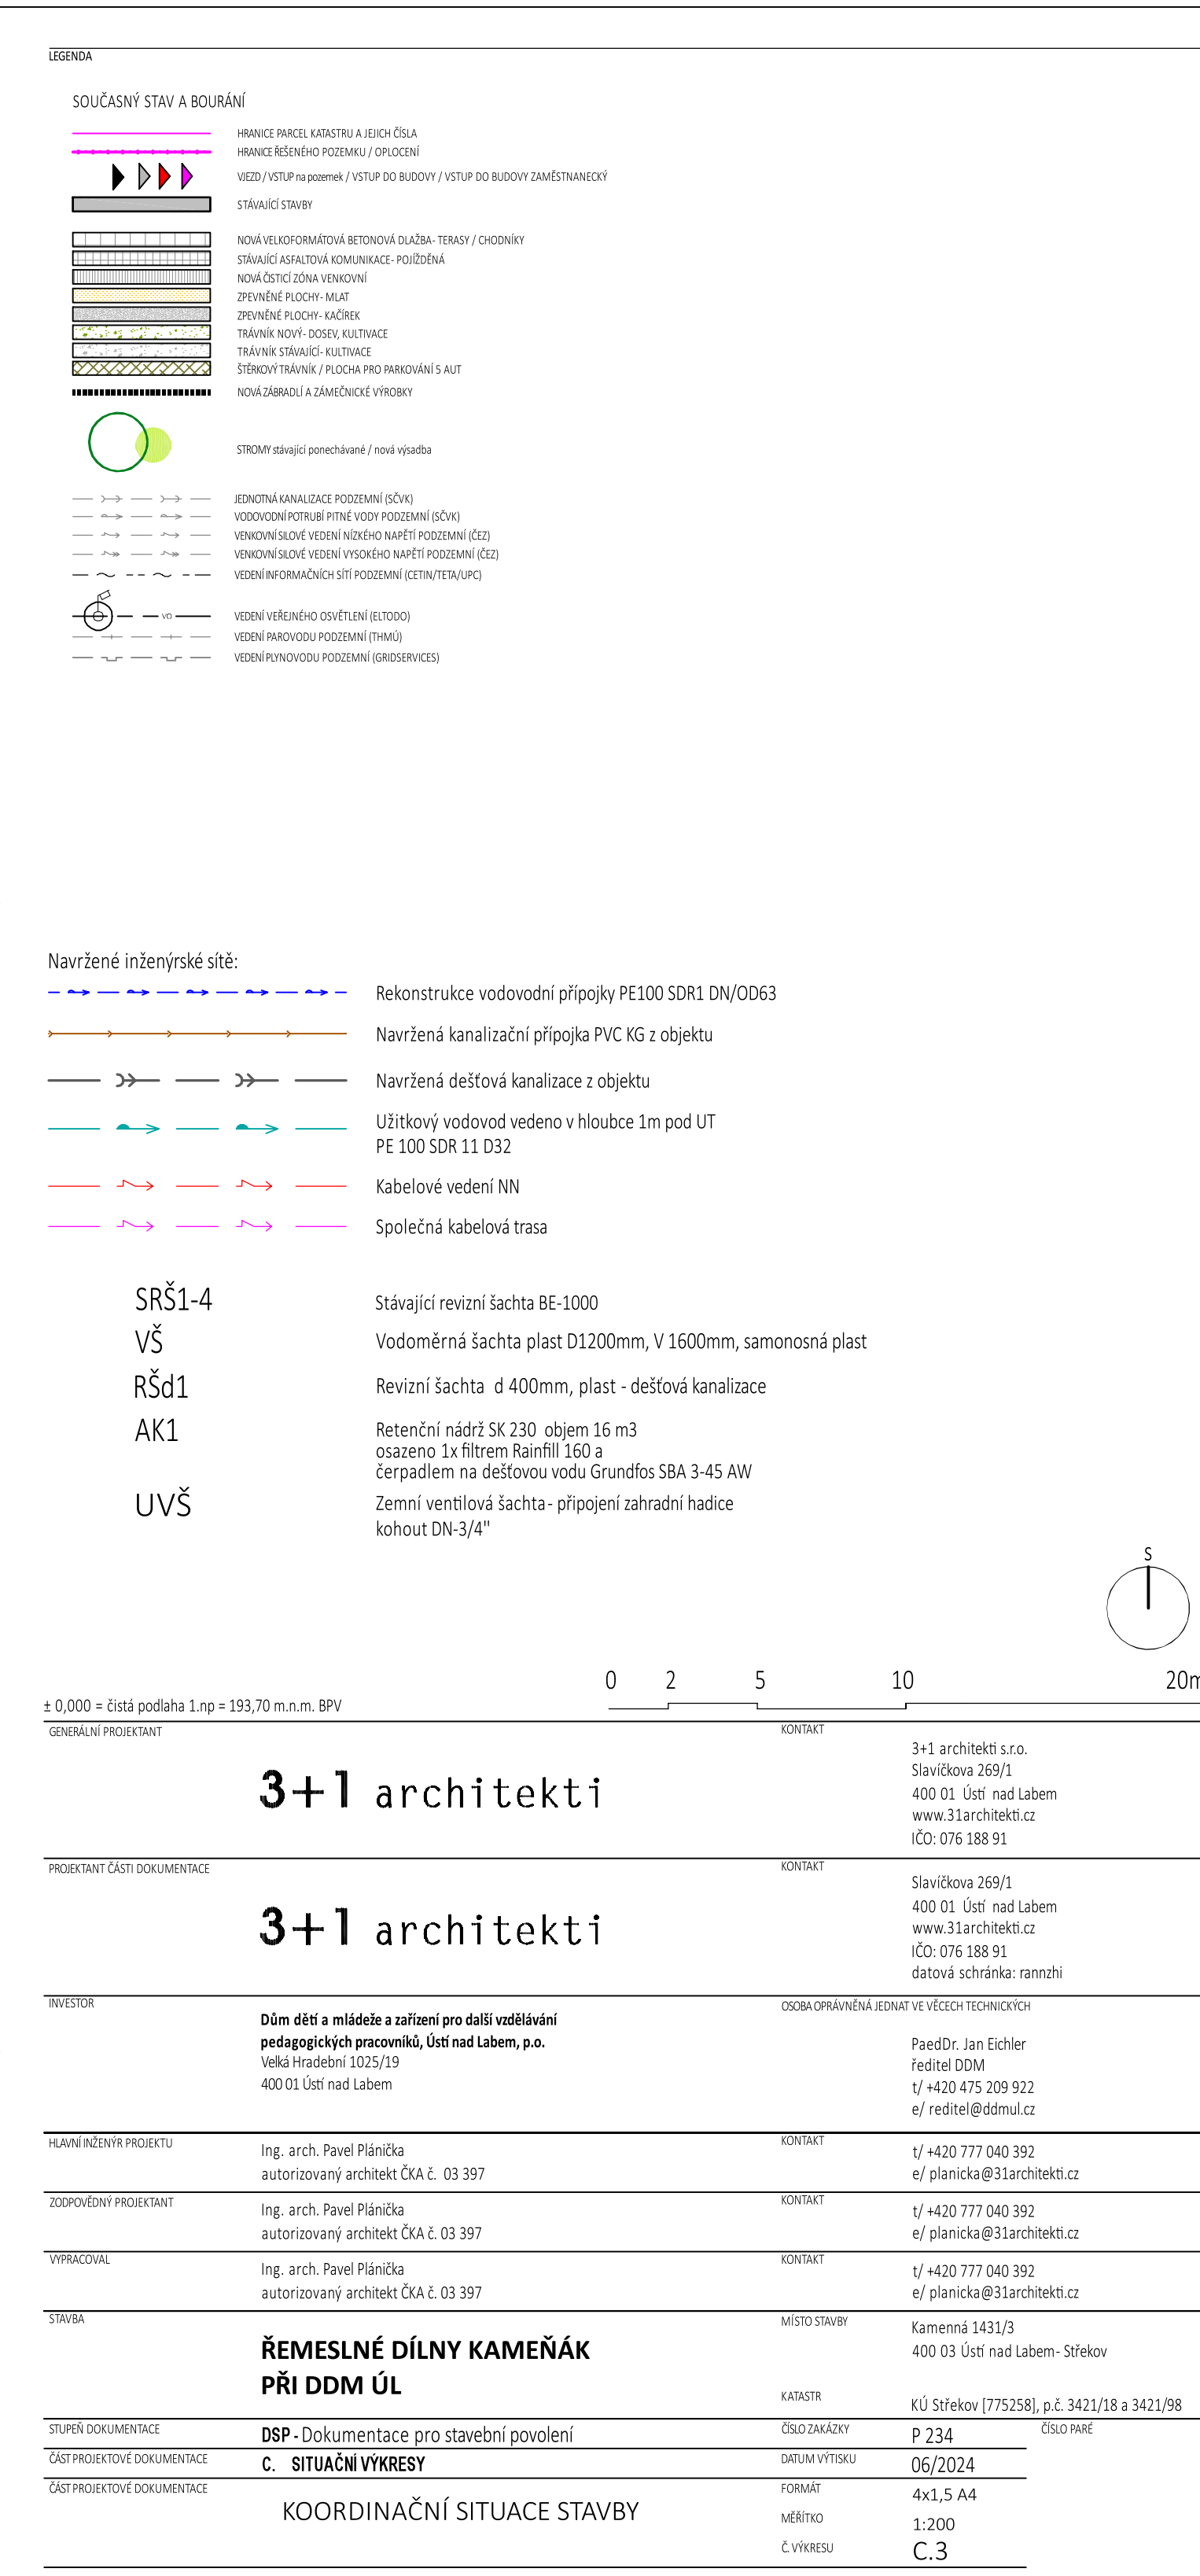 LEGENDA
SOUČASNÝ STAV A BOURÁNÍ
HRANICE PARCEL KATASTRU A JEJICH ČÍSLA
HRANICE ŘEŠENÉHO POZEMKU / OPLOCENÍ
VJEZD / VSTUP na pozemek / VSTUP DO BUDOVY / VSTUP DO BUDOVY ZAMĚSTNANECKÝ
STÁVAJÍCÍ STAVBY
NOVÁ VELKOFORMÁTOVÁ BETONOVÁ DLAŽBA - TERASY / CHODNÍKY
STÁVAJÍCÍ ASFALTOVÁ KOMUNIKACE - POJÍŽDĚNÁ
NOVÁ ČISTICÍ ZÓNA VENKOVNÍ
ZPEVNĚNÉ PLOCHY - MLAT
ZPEVNĚNÉ PLOCHY - KAČÍREK
TRÁVNÍK NOVÝ - DOSEV, KULTIVACE
TRÁVNÍK STÁVAJÍCÍ - KULTIVACE
ŠTĚRKOVÝ TRÁVNÍK / PLOCHA PRO PARKOVÁNÍ 5 AUT
NOVÁ ZÁBRADLÍ A ZÁMEČNICKÉ VÝROBKY
STROMY stávající ponechávané / nová výsadba
JEDNOTNÁ KANALIZACE PODZEMNÍ (SČVK)
VODOVODNÍ POTRUBÍ PITNÉ VODY PODZEMNÍ (SČVK)
VENKOVNÍ SILOVÉ VEDENÍ NÍZKÉHO NAPĚTÍ PODZEMNÍ (ČEZ)
VENKOVNÍ SILOVÉ VEDENÍ VYSOKÉHO NAPĚTÍ PODZEMNÍ (ČEZ)
VEDENÍ INFORMAČNÍCH SÍTÍ PODZEMNÍ (CETIN/TETA/UPC)
VO VEDENÍ VEŘEJNÉHO OSVĚTLENÍ (ELTODO)
VEDENÍ PAROVODU PODZEMNÍ (THMÚ)
VEDENÍ PLYNOVODU PODZEMNÍ (GRIDSERVICES)
Navržené inženýrské sítě:
Rekonstrukce vodovodní přípojky PE100 SDR1 DN/OD63
Navržená kanalizační přípojka PVC KG z objektu
Navržená dešťová kanalizace z objektu
Užitkový vodovod vedeno v hloubce 1m pod UT
PE 100 SDR 11 D32
Kabelové vedení NN
Společná kabelová trasa
SRŠ1-4 Stávající revizní šachta BE-1000
VŠ Vodoměrná šachta plast D1200mm, V 1600mm, samonosná plast
RŠd1 Revizní šachta d 400mm, plast - dešťová kanalizace
AK1 Retenční nádrž SK 230 objem 16 m3
osazeno 1x filtrem Rainfill 160 a
čerpadlem na dešťovou vodu Grundfos SBA 3-45 AW
UVŠ Zemní ventilová šachta - připojení zahradní hadice
kohout DN-3/4"
S
0 2 5 10 20m
± 0,000 = čistá podlaha 1.np = 193,70 m.n.m. BPV
GENERÁLNÍ PROJEKTANT
3+1 architekti
KONTAKT
3+1 architekti s.r.o.
Slavíčkova 269/1
400 01 Ústí nad Labem
www.31architekti.cz
IČO: 076 188 91
PROJEKTANT ČÁSTI DOKUMENTACE
3+1 architekti
KONTAKT
Slavíčkova 269/1
400 01 Ústí nad Labem
www.31architekti.cz
IČO: 076 188 91
datová schránka: rannzhi
INVESTOR
Dům dětí a mládeže a zařízení pro další vzdělávání
pedagogických pracovníků, Ústí nad Labem, p.o.
Velká Hradební 1025/19
400 01 Ústí nad Labem
OSOBA OPRÁVNĚNÁ JEDNAT VE VĚCECH TECHNICKÝCH
PaedDr. Jan Eichler
ředitel DDM
t/ +420 475 209 922
e/ reditel@ddmul.cz
HLAVNÍ INŽENÝR PROJEKTU
Ing. arch. Pavel Plánička
autorizovaný architekt ČKA č. 03 397
KONTAKT
t/ +420 777 040 392
e/ planicka@31architekti.cz
ZODPOVĚDNÝ PROJEKTANT
Ing. arch. Pavel Plánička
autorizovaný architekt ČKA č. 03 397
KONTAKT
t/ +420 777 040 392
e/ planicka@31architekti.cz
VYPRACOVAL
Ing. arch. Pavel Plánička
autorizovaný architekt ČKA č. 03 397
KONTAKT
t/ +420 777 040 392
e/ planicka@31architekti.cz
STAVBA
ŘEMESLNÉ DÍLNY KAMEŇÁK
PŘI DDM ÚL
MÍSTO STAVBY
Kamenná 1431/3
400 03 Ústí nad Labem - Střekov
KATASTR
KÚ Střekov [775258], p.č. 3421/18 a 3421/98
STUPEŇ DOKUMENTACE DSP - Dokumentace pro stavební povolení
ČÍSLO ZAKÁZKY P 234 ČÍSLO PARÉ
ČÁST PROJEKTOVÉ DOKUMENTACE C. SITUAČNÍ VÝKRESY
DATUM VÝTISKU 06/2024
ČÁST PROJEKTOVÉ DOKUMENTACE
KOORDINAČNÍ SITUACE STAVBY
FORMÁT 4x1,5 A4
MĚŘÍTKO 1:200
Č. VÝKRESU C.3